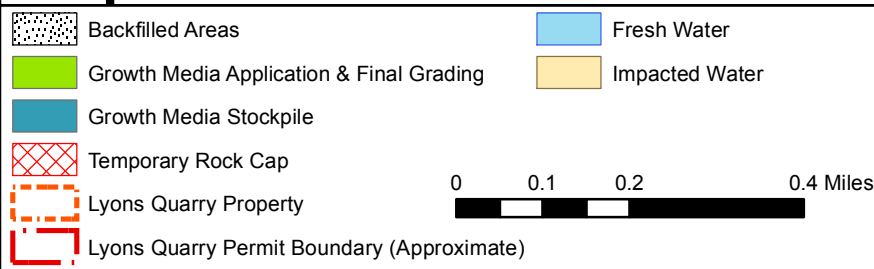 Backfilled Areas
Fresh Water
Growth Media Application & Final Grading
Impacted Water
Growth Media Stockpile
Temporary Rock Cap
0 0.1 0.2 0.4 Miles
Lyons Quarry Property
Lyons Quarry Permit Boundary (Approximate)